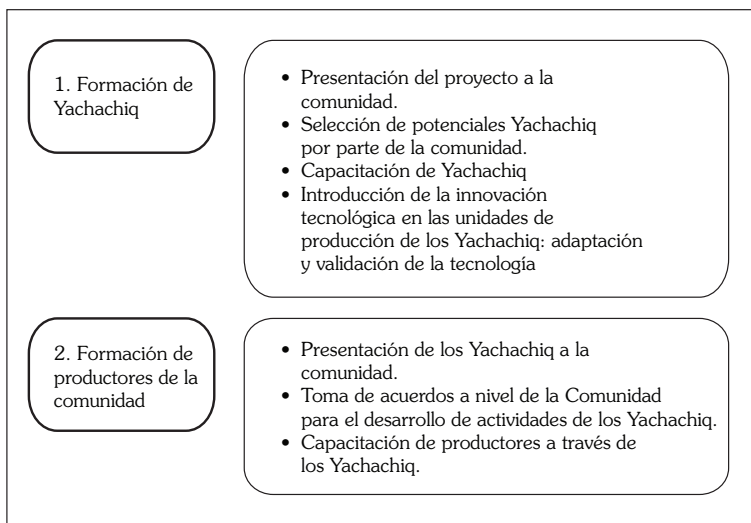 1. Formación de
Yachachiq
• Presentación del proyecto a la
comunidad.
• Selección de potenciales Yachachiq
por parte de la comunidad.
• Capacitación de Yachachiq
• Introducción de la innovación
tecnológica en las unidades de
producción de los Yachachiq: adaptación
y validación de la tecnología
2. Formación de
productores de la
comunidad
• Presentación de los Yachachiq a la
comunidad.
• Toma de acuerdos a nivel de la Comunidad
para el desarrollo de actividades de los Yachachiq.
• Capacitación de productores a través de
los Yachachiq.